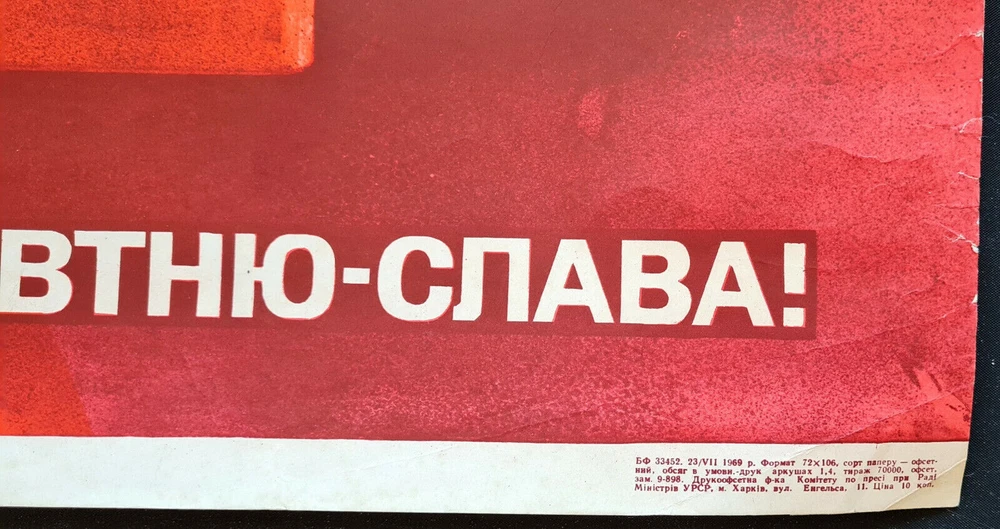 ВТНЮ-СЛАВА!
БФ 33452. 23/VII 1969 р. Формат 72×106, сорт паперу — офсет-
ний, обсяг в умови.-друк аркушах 1,4, тираж 70000, офсет,
зам. 9-898. Друкоофсетна ф-ка Комітету по пресі при Раді
Міністрів УРСР, м. Харків, вул. Енгельса, 11. Ціна 10 коп.